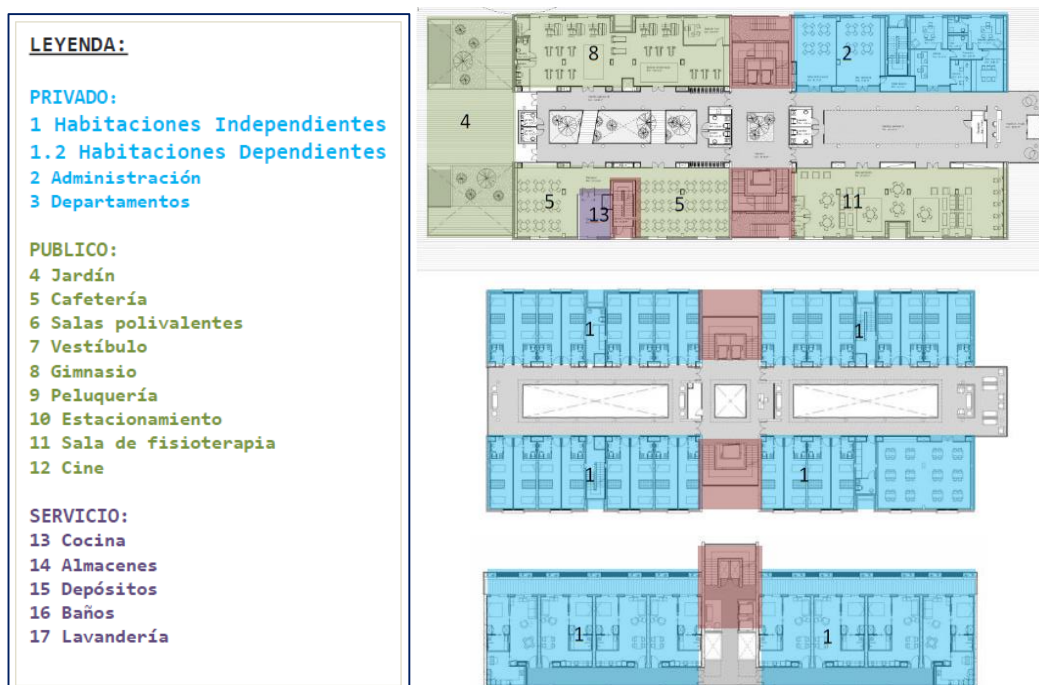 LEYENDA:
PRIVADO:
1 Habitaciones Independientes
1.2 Habitaciones Dependientes
2 Administración
3 Departamentos
PUBLICO:
4 Jardín
5 Cafetería
6 Salas polivalentes
7 Vestíbulo
8 Gimnasio
9 Peluquería
10 Estacionamiento
11 Sala de fisioterapia
12 Cine
SERVICIO:
13 Cocina
14 Almacenes
15 Depósitos
16 Baños
17 Lavandería
8
2
4
5
13
5
11
1
1
1
1
1
1